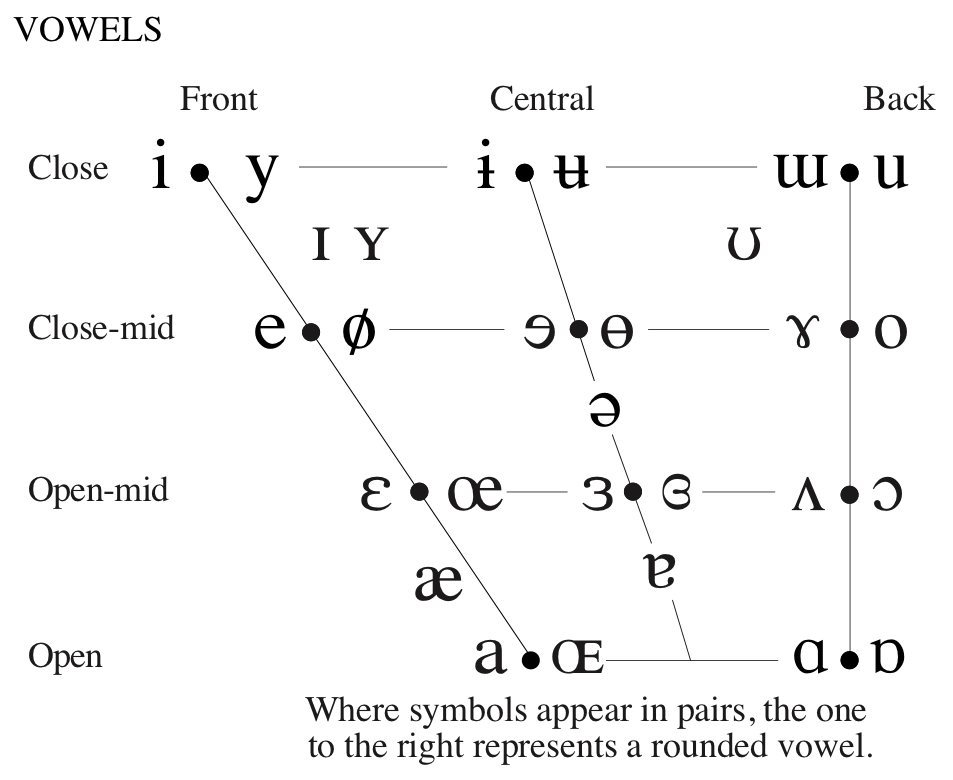 VOWELS
Front Central Back
Close i y ɨ ʉ ɯ u
ɪ ʏ ʊ
Close-mid e ø ɘ ɵ ɤ o
ə
Open-mid ɛ œ ɜ ɞ ʌ ɔ
æ ɐ
Open a ɶ ɑ ɒ
Where symbols appear in pairs, the one
to the right represents a rounded vowel.